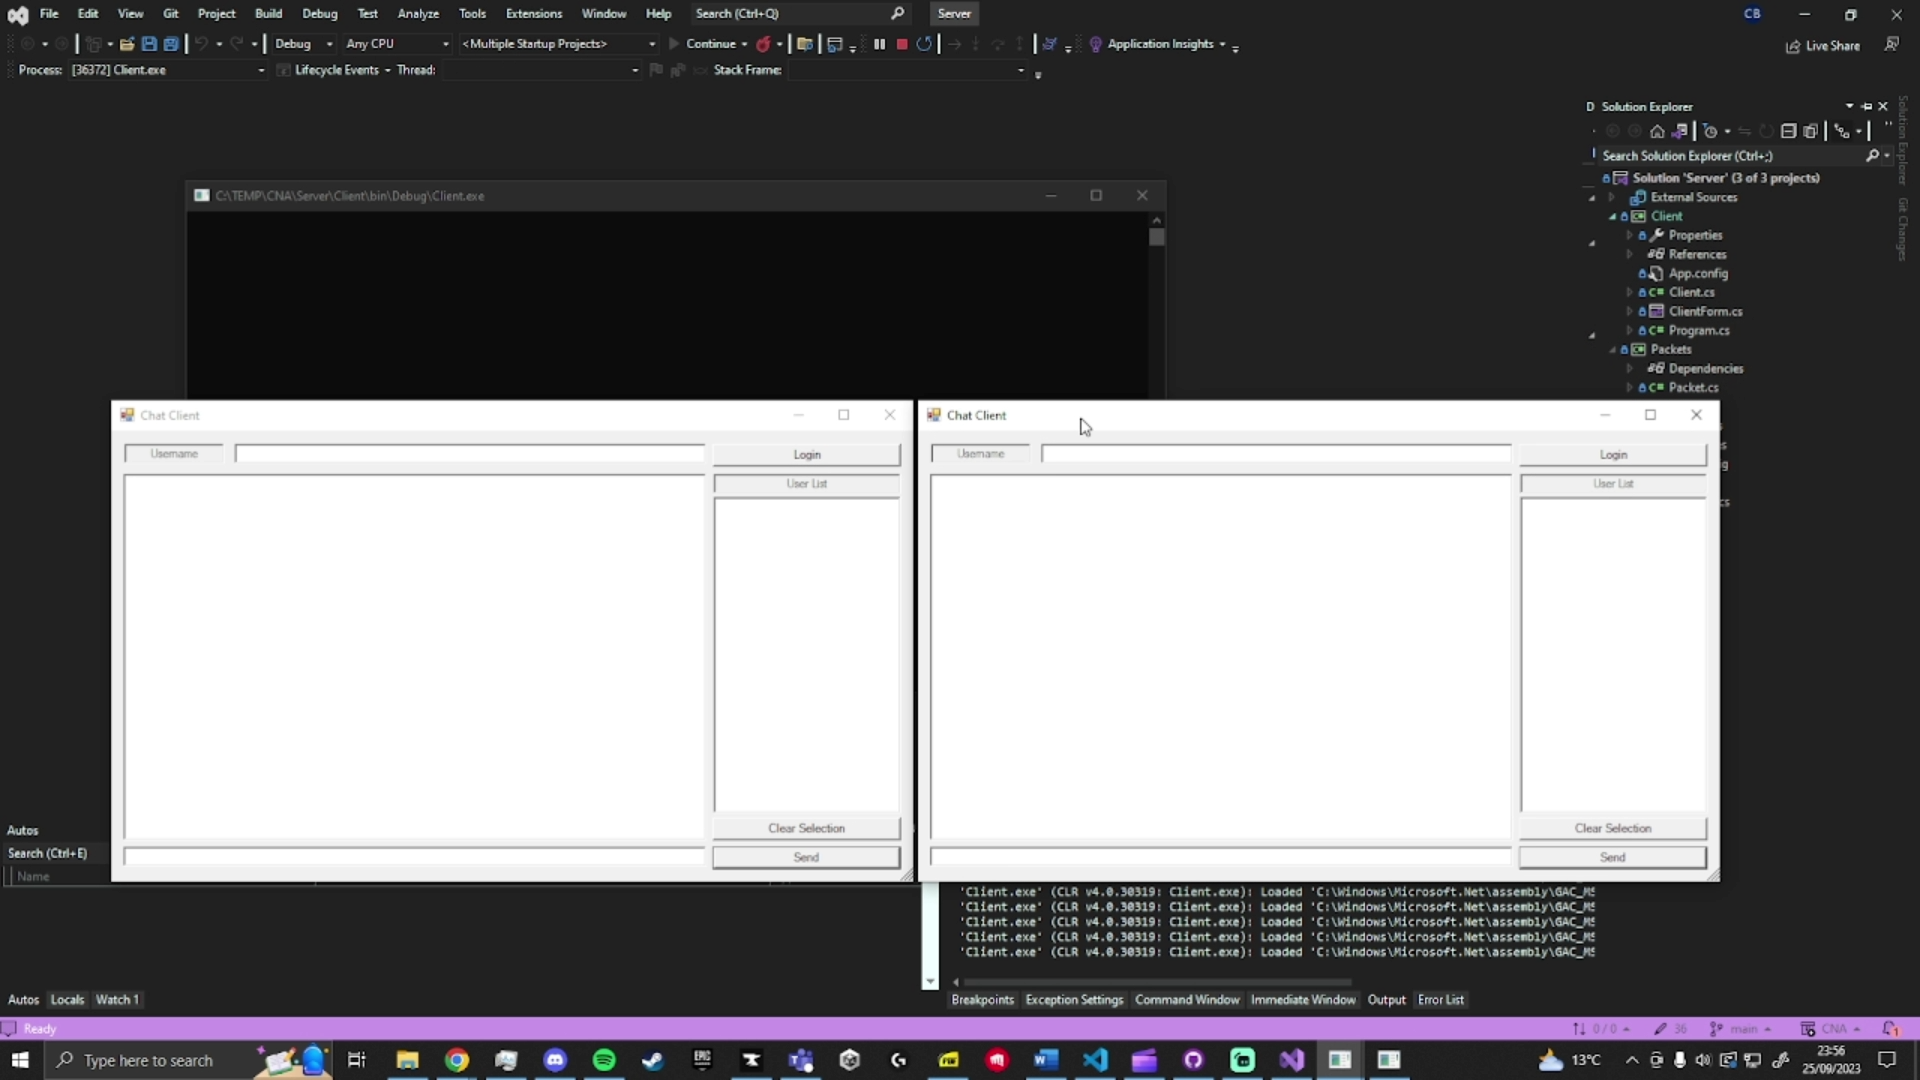 File Edit View Git Project Build Debug Test Analyze Tools Extensions Window Help Search (Ctrl+Q) Server CB
Debug Any CPU <Multiple Startup Projects> Continue Application Insights Live Share
Process: [36372] Client.exe Lifecycle Events Thread: Stack Frame:
D Solution Explorer
Search Solution Explorer (Ctrl+;)
Solution 'Server' (3 of 3 projects)
External Sources
Client
Properties
References
App.config
Client.cs
ClientForm.cs
Program.cs
Packets
Dependencies
Packet.cs
Solution Explorer
Git Changes
C:\TEMP\CNA\Server\Client\bin\Debug\Client.exe
Chat Client
Username
Login
User List
Clear Selection
Send
Chat Client
Username
Login
User List
Clear Selection
Send
Autos
Search (Ctrl+E)
Name
'Client.exe' (CLR v4.0.30319: Client.exe): Loaded 'C:\Windows\Microsoft.Net\assembly\GAC_MS
'Client.exe' (CLR v4.0.30319: Client.exe): Loaded 'C:\Windows\Microsoft.Net\assembly\GAC_MS
'Client.exe' (CLR v4.0.30319: Client.exe): Loaded 'C:\Windows\Microsoft.Net\assembly\GAC_MS
'Client.exe' (CLR v4.0.30319: Client.exe): Loaded 'C:\Windows\Microsoft.Net\assembly\GAC_MS
'Client.exe' (CLR v4.0.30319: Client.exe): Loaded 'C:\Windows\Microsoft.Net\assembly\GAC_MS
Autos Locals Watch 1
Breakpoints Exception Settings Command Window Immediate Window Output Error List
Ready 0 / 0 36 main CNA 1
Type here to search
EPIC
13°C
23:56
25/09/2023